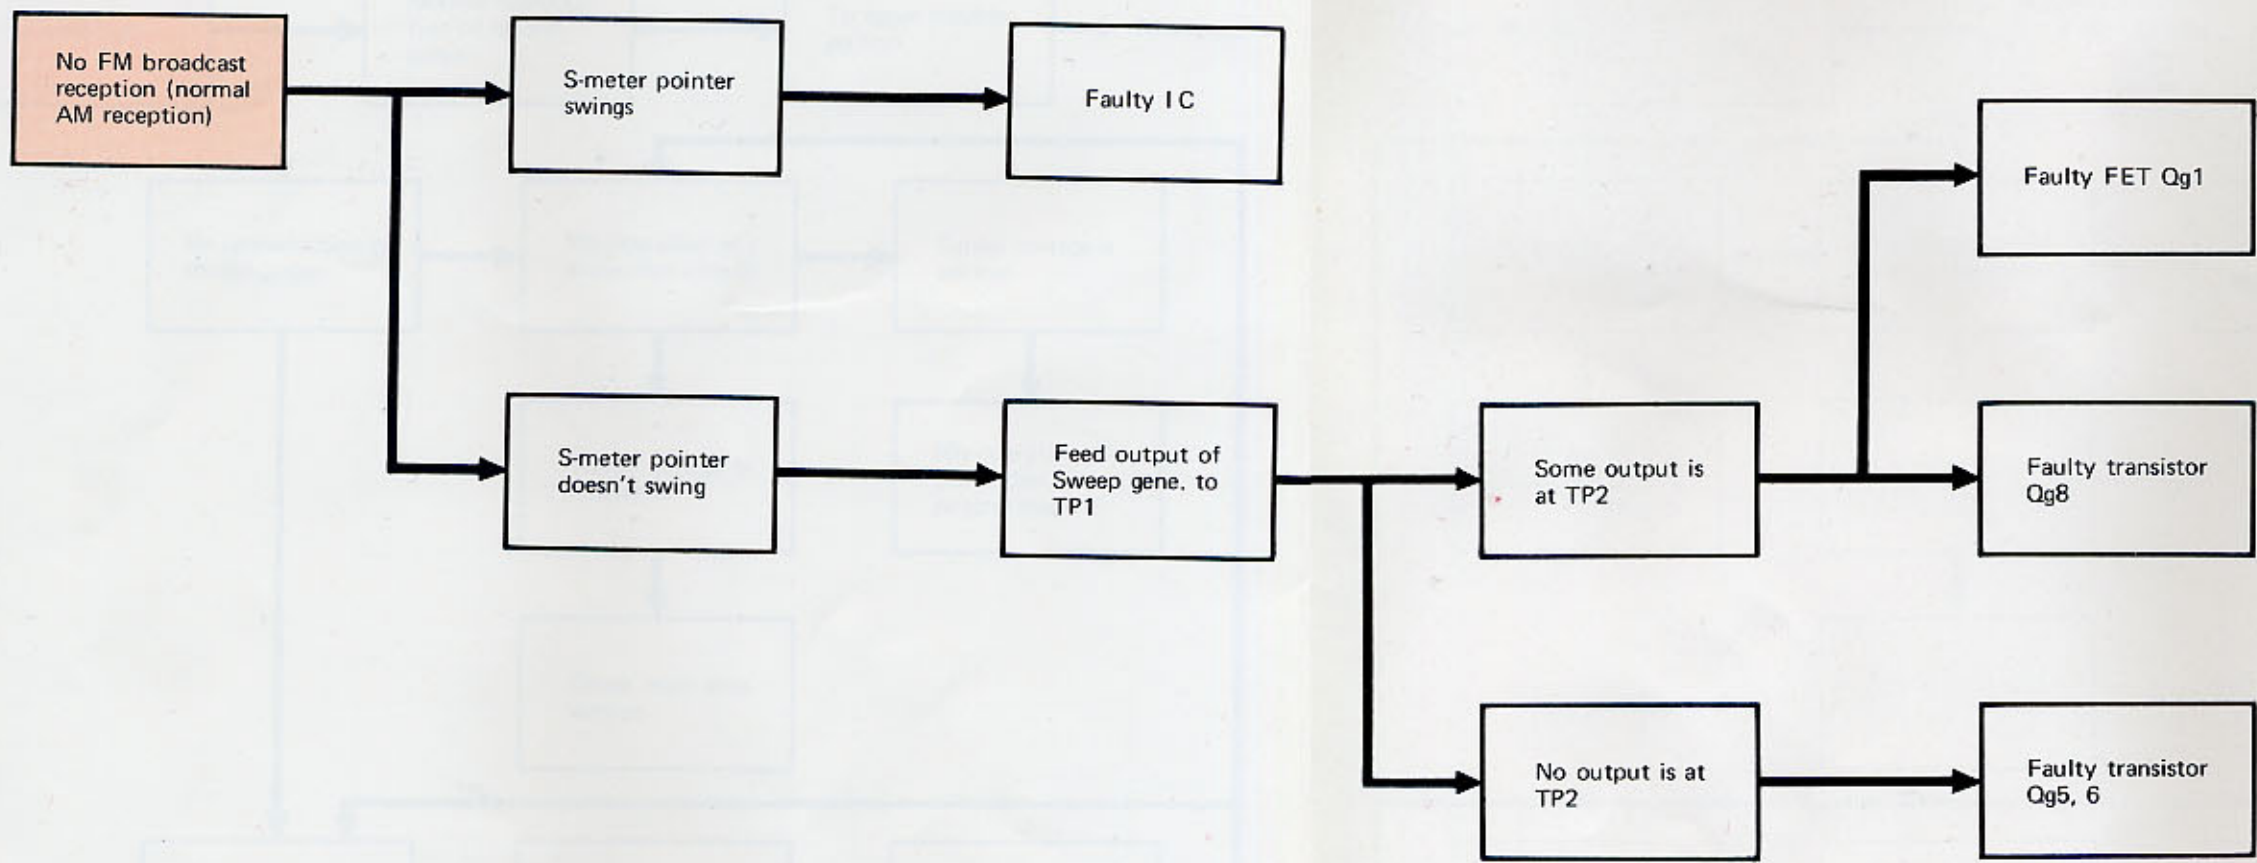 No FM broadcast
reception (normal
AM reception)
S-meter pointer
swings
Faulty IC
S-meter pointer
doesn't swing
Feed output of
Sweep gene. to
TP1
Some output is
at TP2
Faulty FET Qg1
Faulty transistor
Qg8
No output is at
TP2
Faulty transistor
Qg5, 6